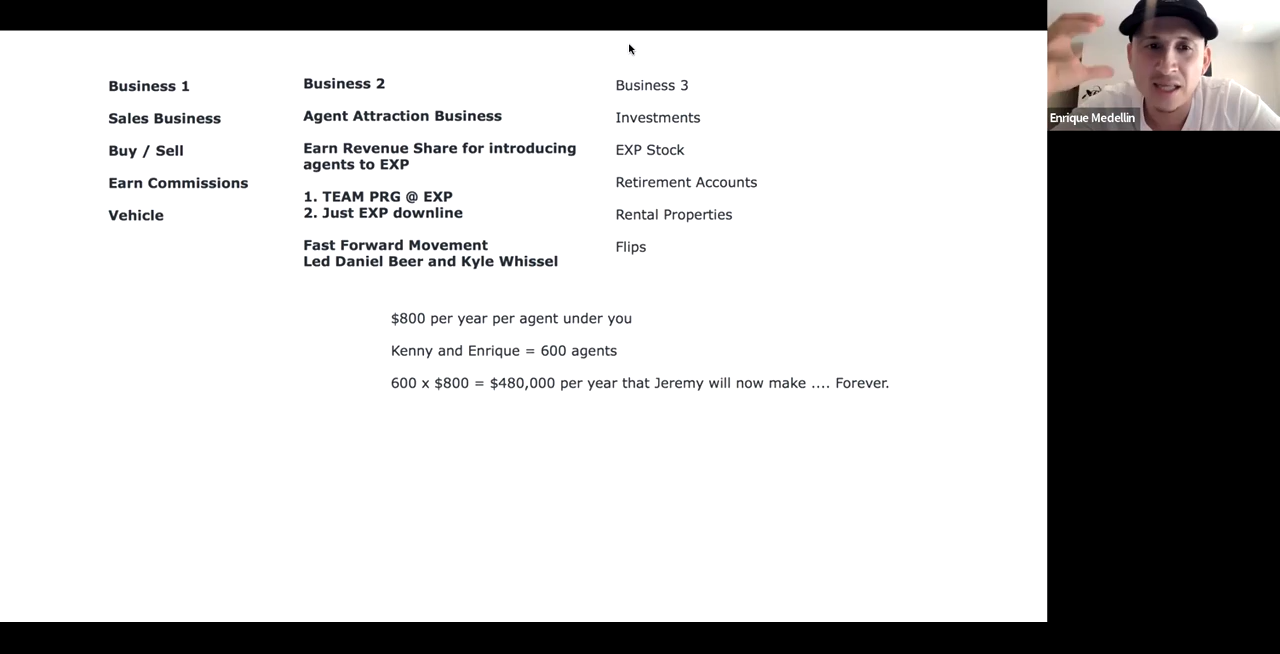 Business 1
Sales Business
Buy / Sell
Earn Commissions
Vehicle
Business 2
Agent Attraction Business
Earn Revenue Share for introducing
agents to EXP
1. TEAM PRG @ EXP
2. Just EXP downline
Fast Forward Movement
Led Daniel Beer and Kyle Whissel
Business 3
Investments
EXP Stock
Retirement Accounts
Rental Properties
Flips
$800 per year per agent under you
Kenny and Enrique = 600 agents
600 x $800 = $480,000 per year that Jeremy will now make .... Forever.
Enrique Medellin